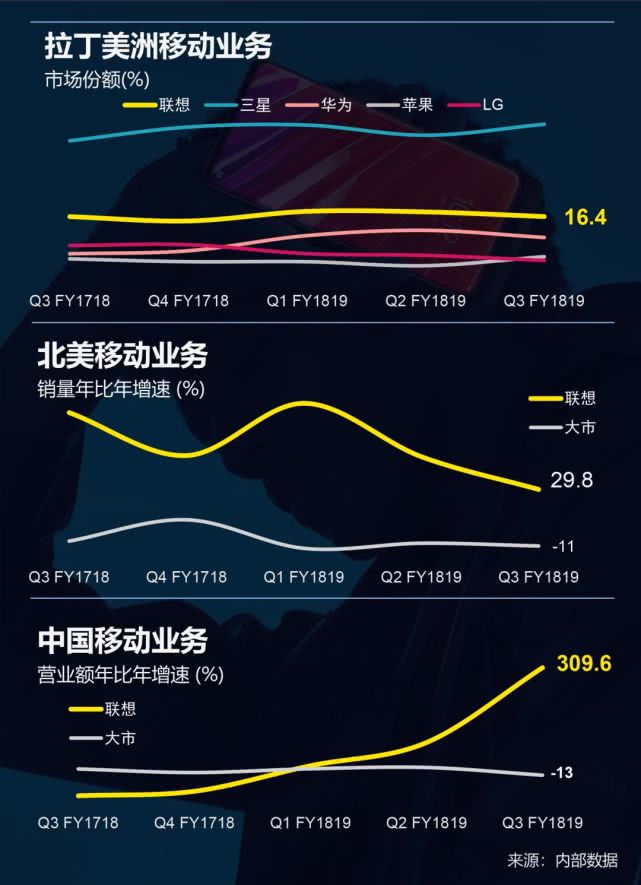 拉丁美洲移动业务
市场份额(%)
联想 三星 华为 苹果 LG
16.4
Q3 FY1718 Q4 FY1718 Q1 FY1819 Q2 FY1819 Q3 FY1819
北美移动业务
销量年比年增速 (%)
联想
大市
29.8
-11
Q3 FY1718 Q4 FY1718 Q1 FY1819 Q2 FY1819 Q3 FY1819
中国移动业务
营业额年比年增速 (%)
309.6
联想
大市
-13
Q3 FY1718 Q4 FY1718 Q1 FY1819 Q2 FY1819 Q3 FY1819
来源：内部数据